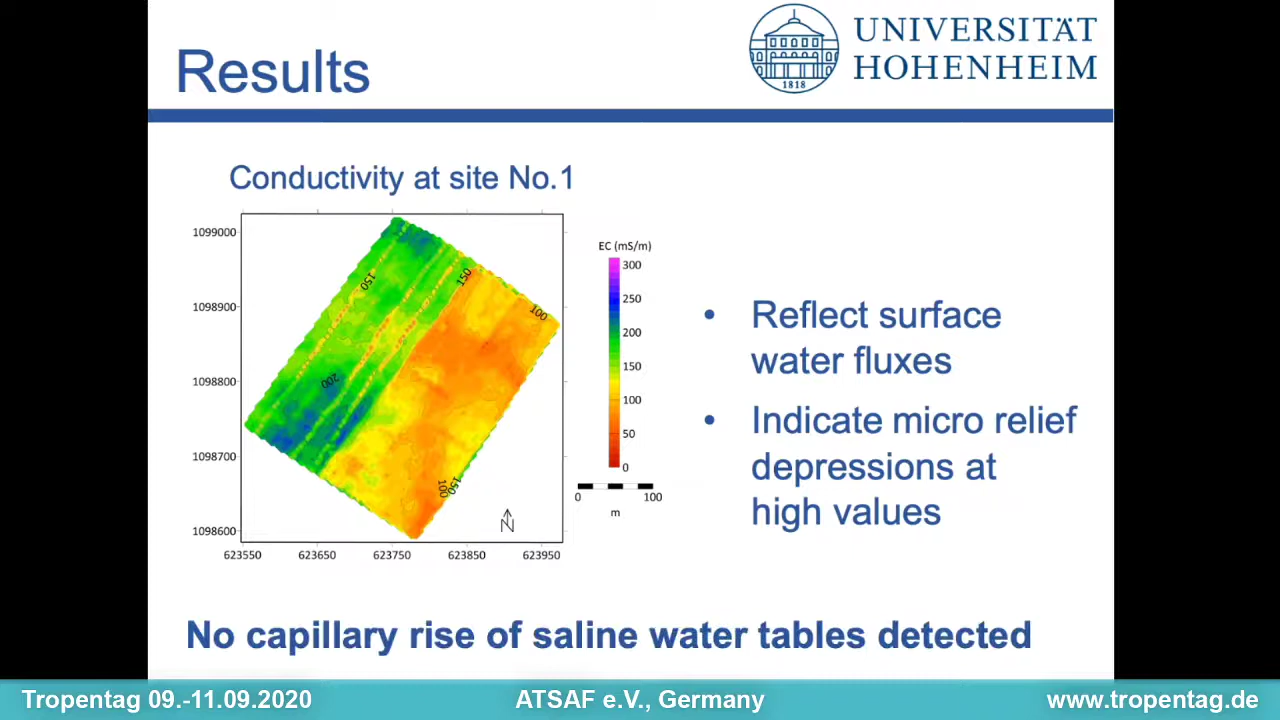 Results
UNIVERSITÄT
HOHENHEIM
1818
Conductivity at site No.1
1099000
1098900
1098800
1098700
1098600
623550
623650
623750
623850
623950
150
150
100
200
100
150
N
EC (mS/m)
300
250
200
150
100
50
0
0
100
m
• Reflect surface
water fluxes
• Indicate micro relief
depressions at
high values
No capillary rise of saline water tables detected
Tropentag 09.-11.09.2020
ATSAF e.V., Germany
www.tropentag.de